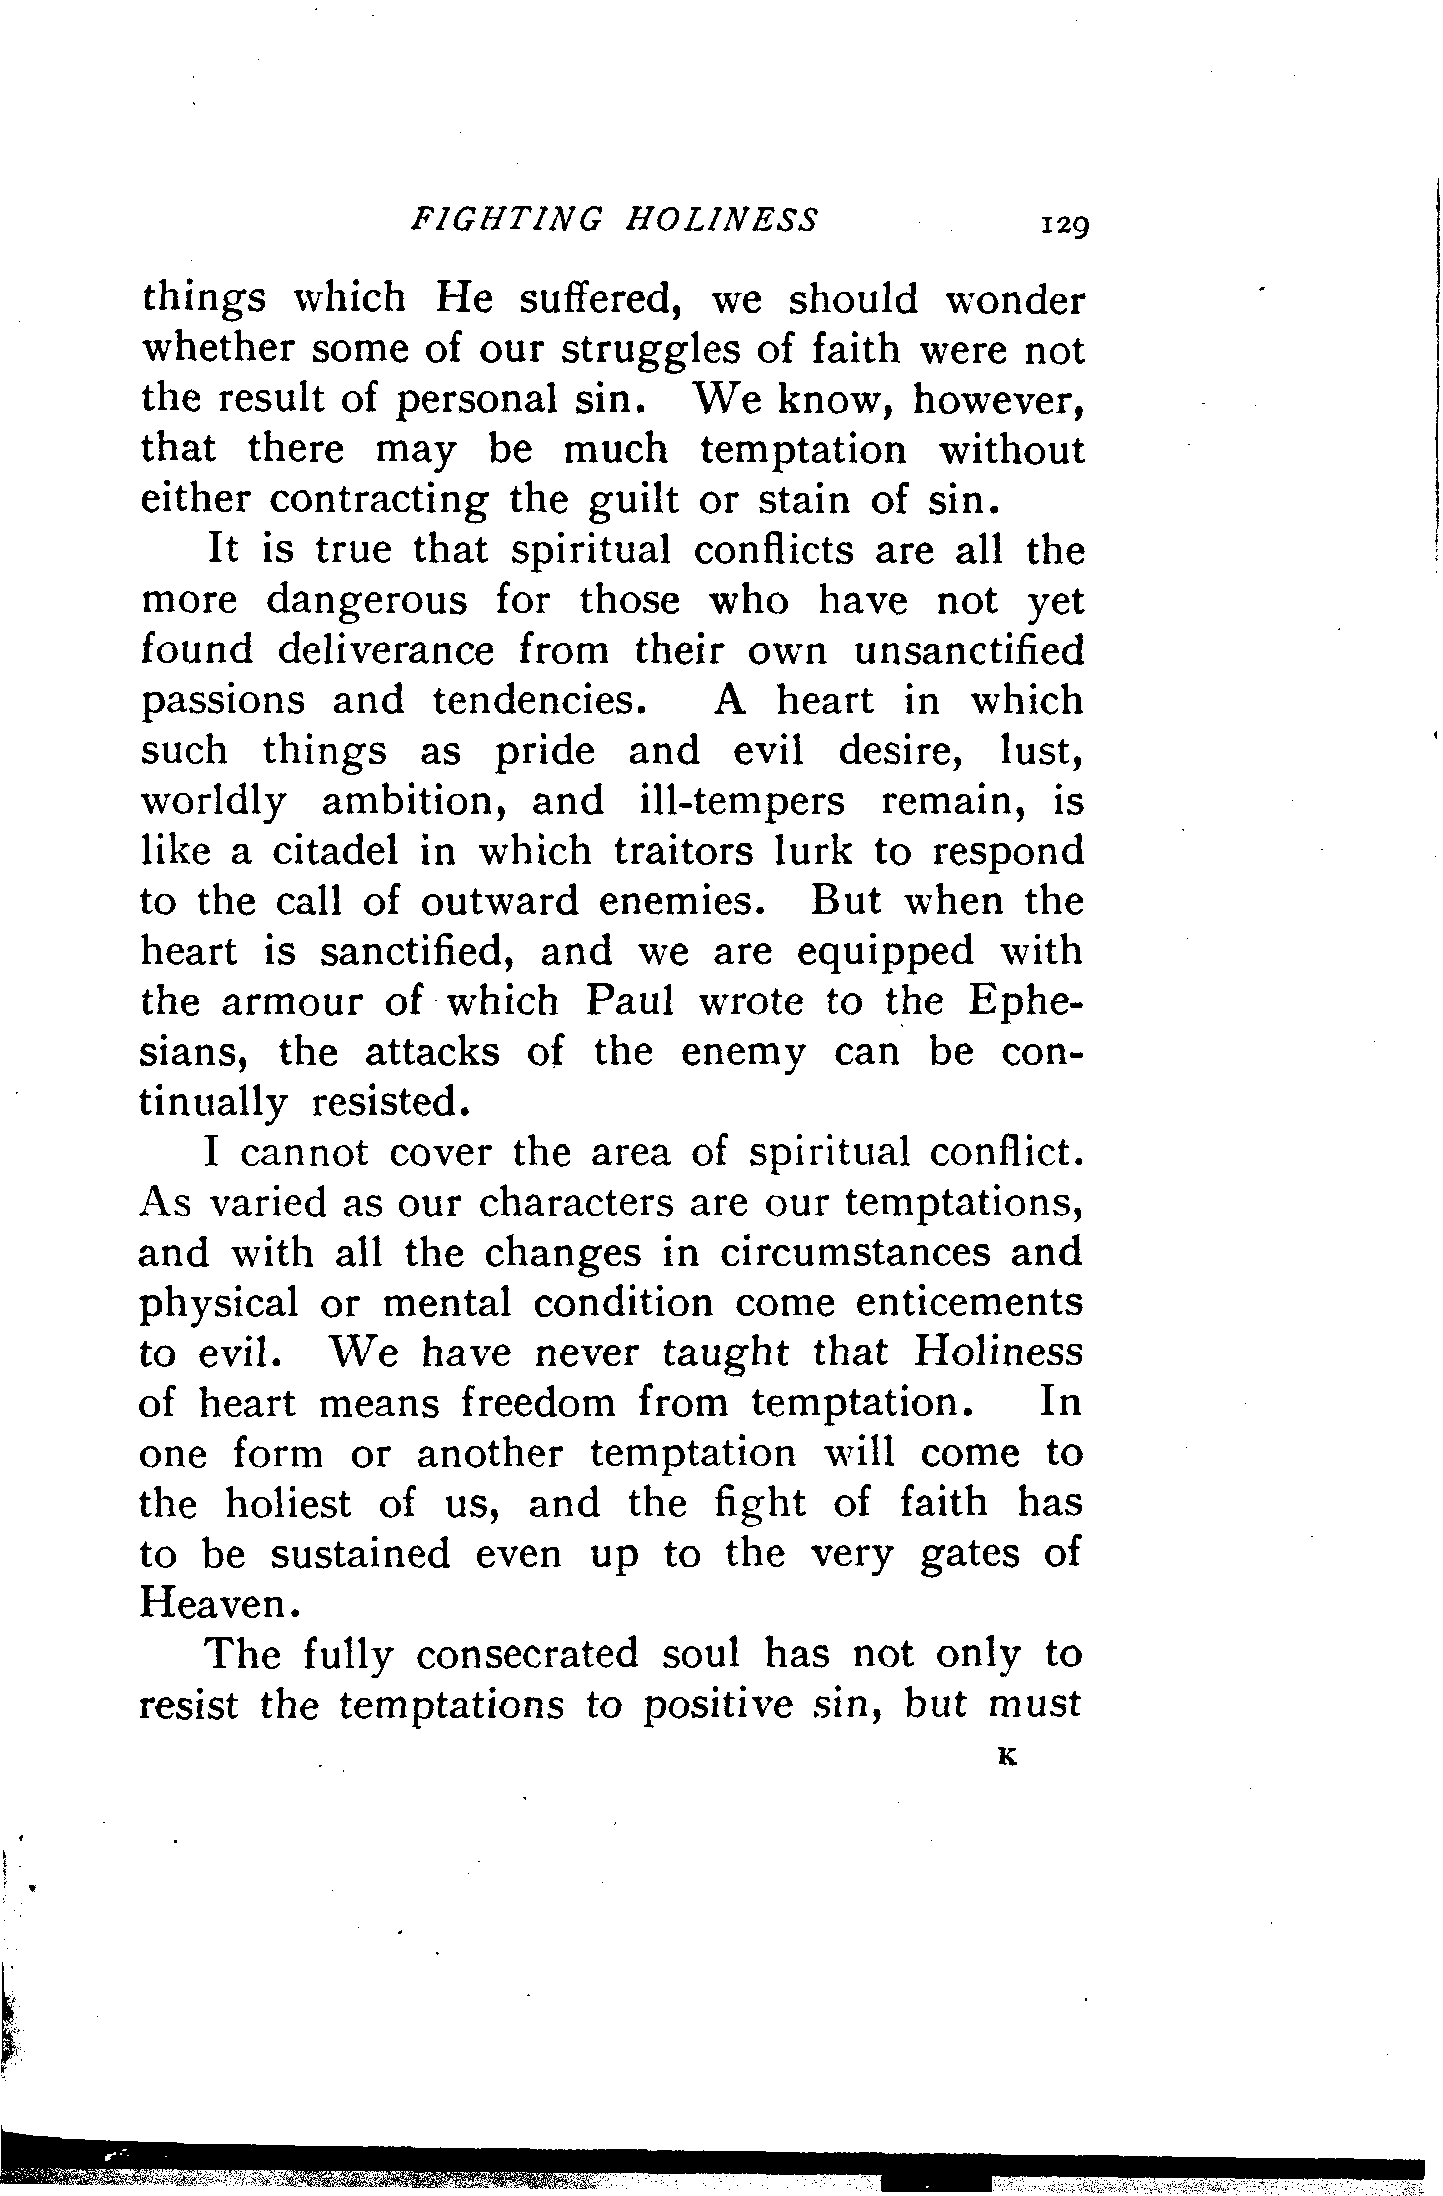 FIGHTING HOLINESS 129
things which He suffered, we should wonder
whether some of our struggles of faith were not
the result of personal sin. We know, however,
that there may be much temptation without
either contracting the guilt or stain of sin.
It is true that spiritual conflicts are all the
more dangerous for those who have not yet
found deliverance from their own unsanctified
passions and tendencies. A heart in which
such things as pride and evil desire, lust,
worldly ambition, and ill-tempers remain, is
like a citadel in which traitors lurk to respond
to the call of outward enemies. But when the
heart is sanctified, and we are equipped with
the armour of which Paul wrote to the Ephe-
sians, the attacks of the enemy can be con-
tinually resisted.
I cannot cover the area of spiritual conflict.
As varied as our characters are our temptations,
and with all the changes in circumstances and
physical or mental condition come enticements
to evil. We have never taught that Holiness
of heart means freedom from temptation. In
one form or another temptation will come to
the holiest of us, and the fight of faith has
to be sustained even up to the very gates of
Heaven.
The fully consecrated soul has not only to
resist the temptations to positive sin, but must
K